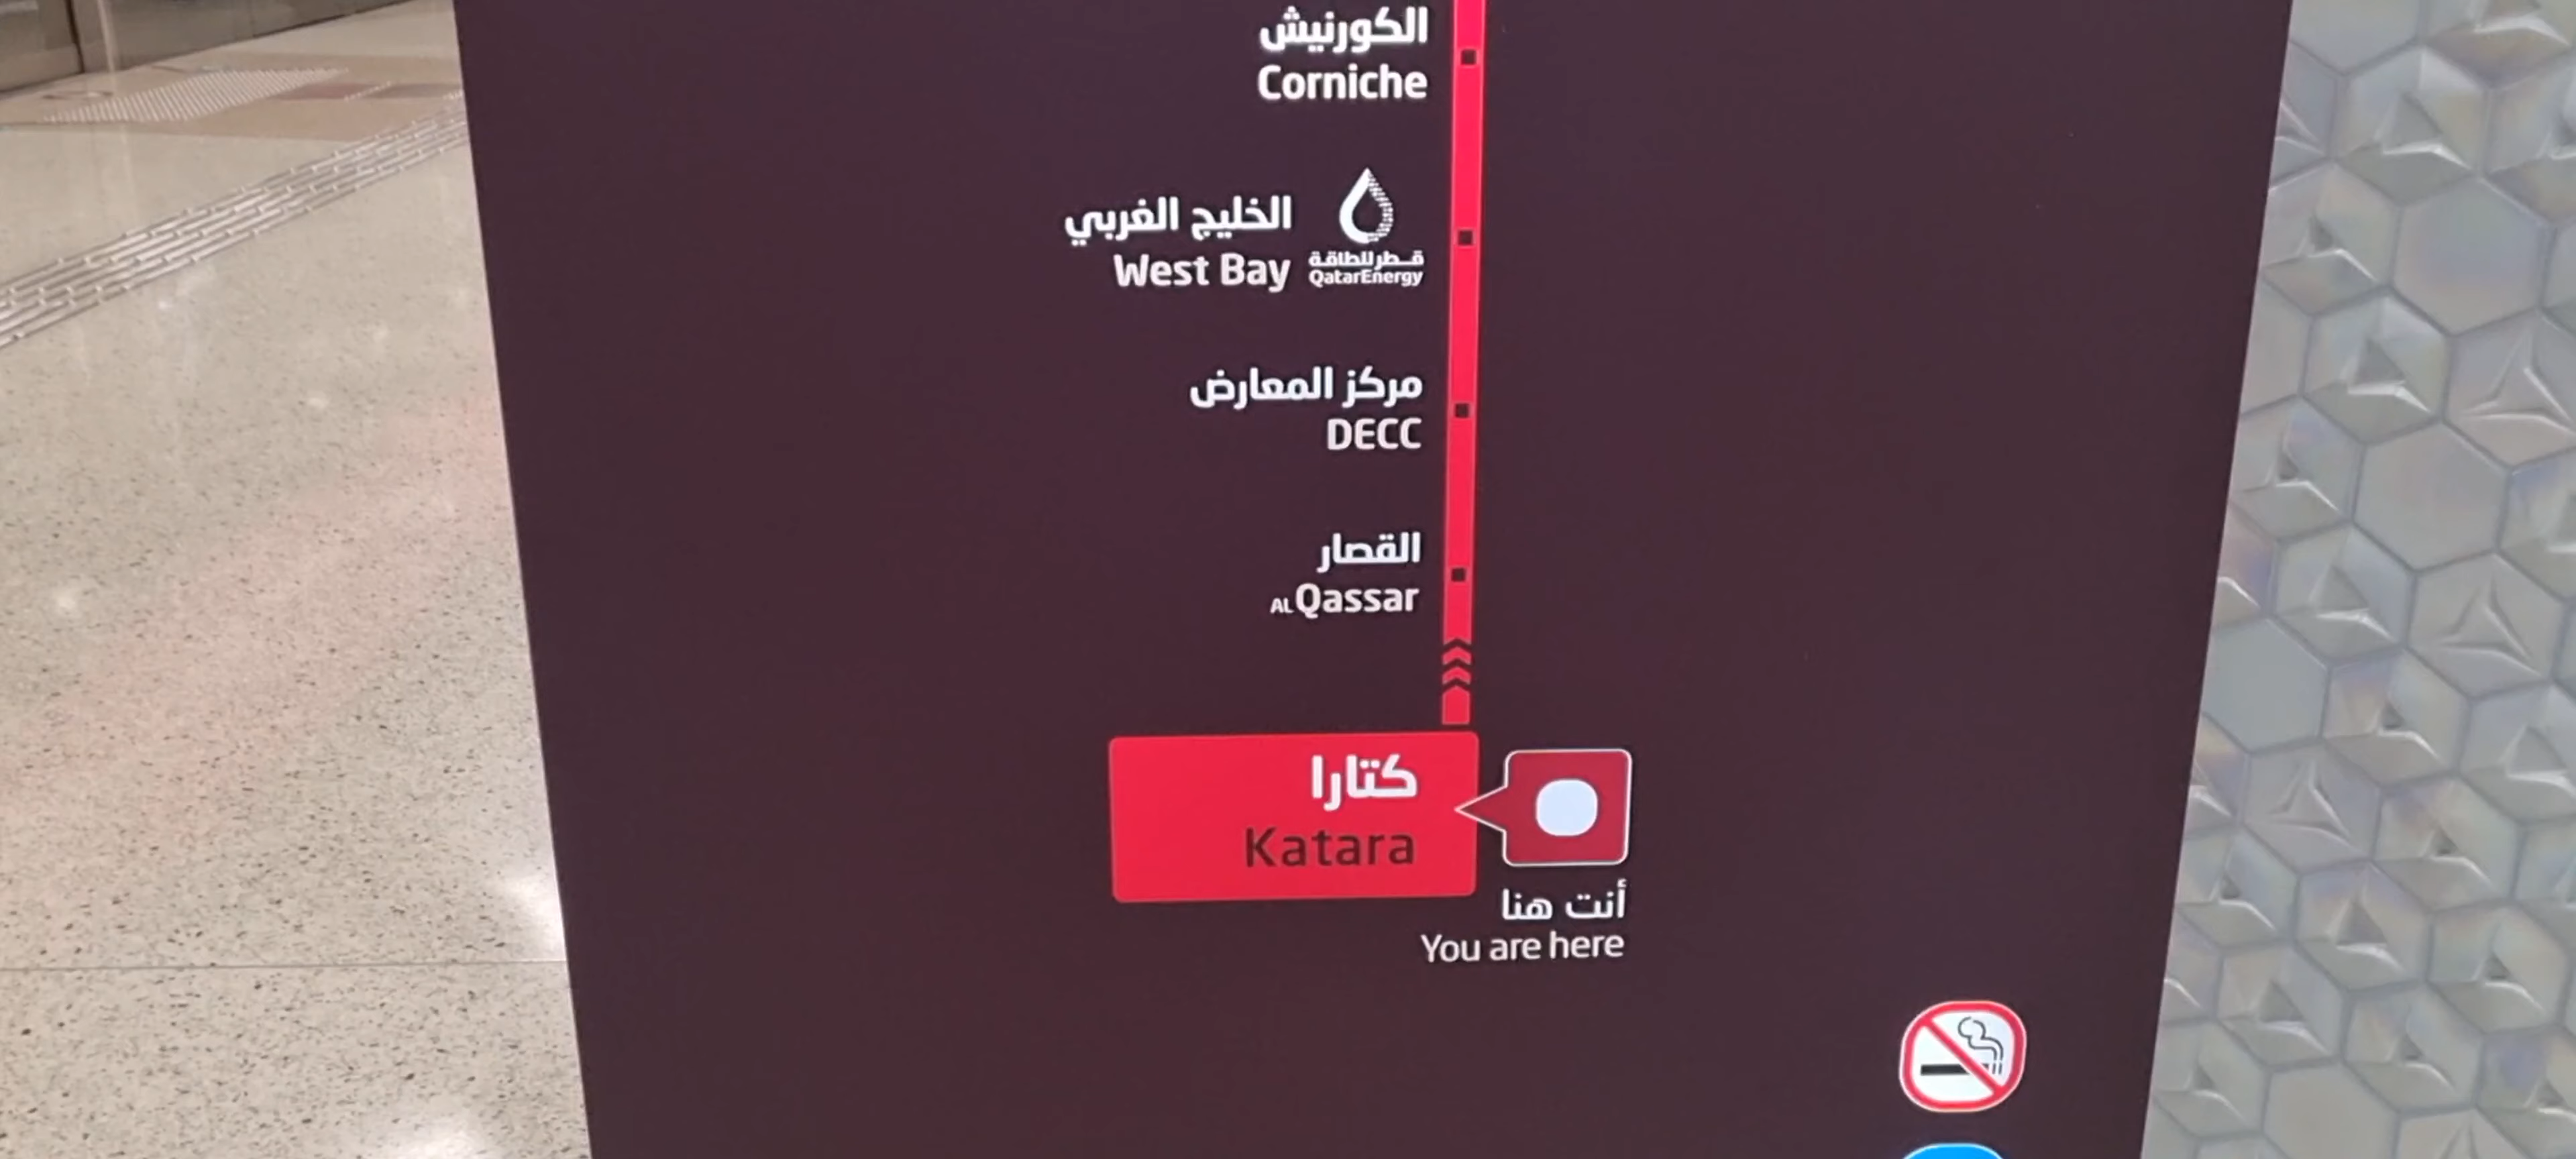 الكورنيش
Corniche
الخليج الغربي
West Bay
قطر للطاقة
QatarEnergy
مركز المعارض
DECC
القصار
AL Qassar
كتارا
Katara
أنت هنا
You are here